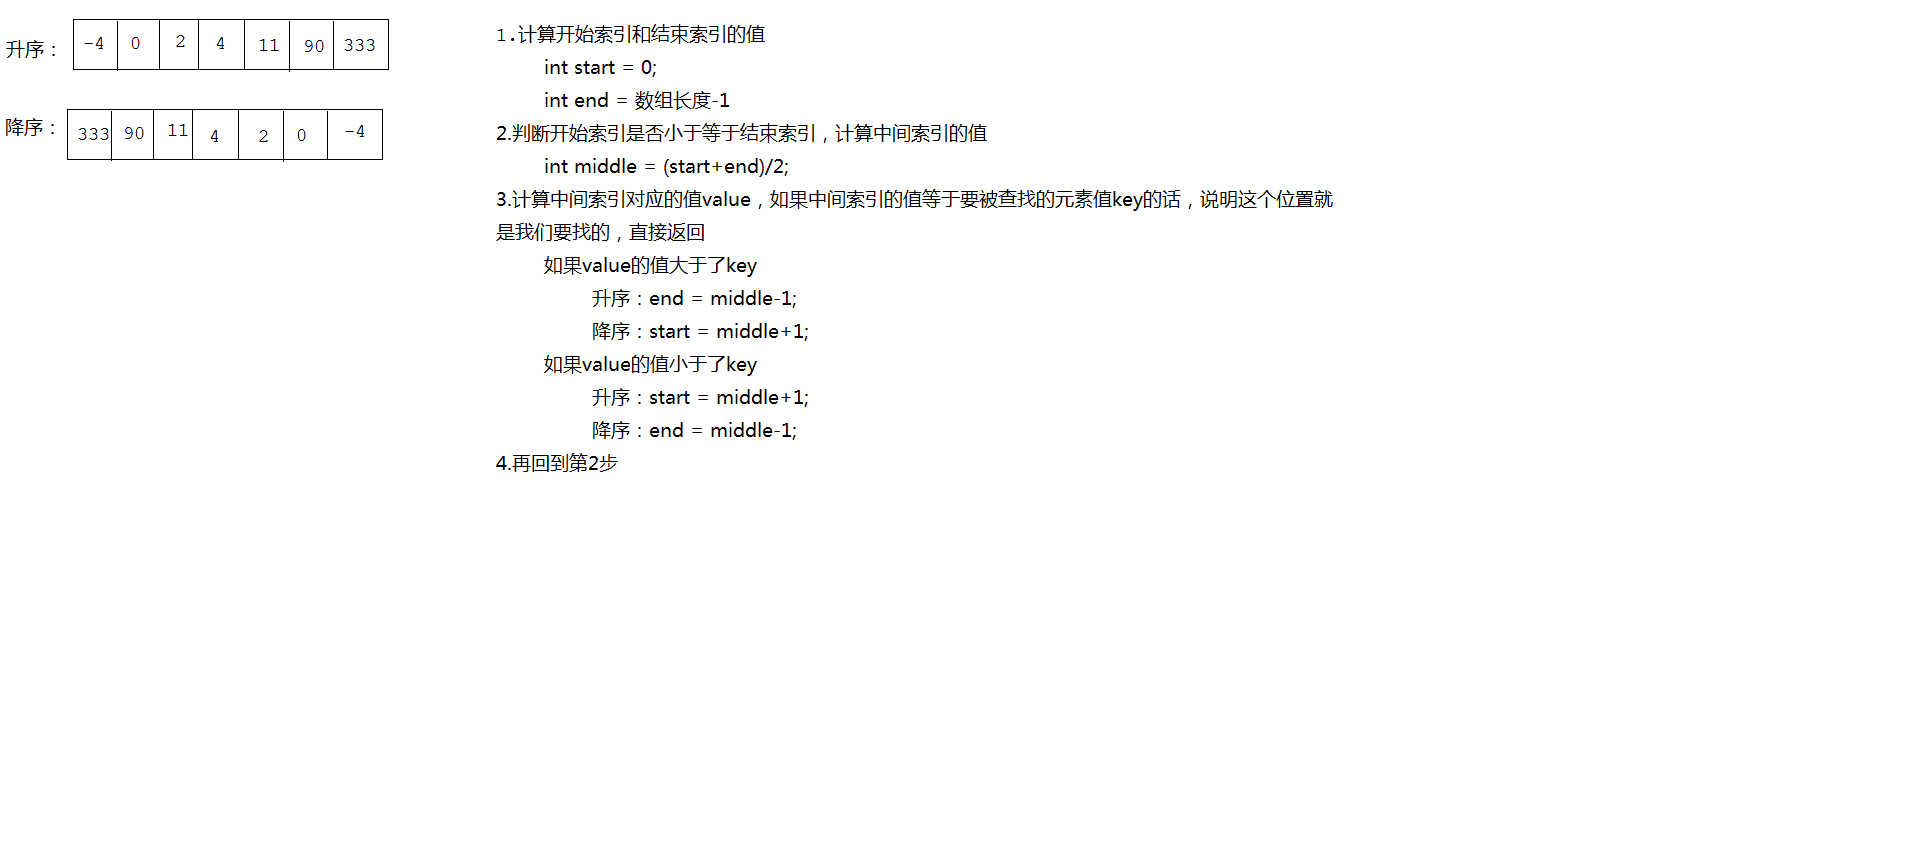 升序： -4 0 2 4 11 90 333
降序： 333 90 11 4 2 0 -4
1.计算开始索引和结束索引的值
int start = 0;
int end = 数组长度-1
2.判断开始索引是否小于等于结束索引，计算中间索引的值
int middle = (start+end)/2;
3.计算中间索引对应的值value，如果中间索引的值等于要被查找的元素值key的话，说明这个位置就
是我们要找的，直接返回
如果value的值大于了key
升序：end = middle-1;
降序：start = middle+1;
如果value的值小于了key
升序：start = middle+1;
降序：end = middle-1;
4.再回到第2步